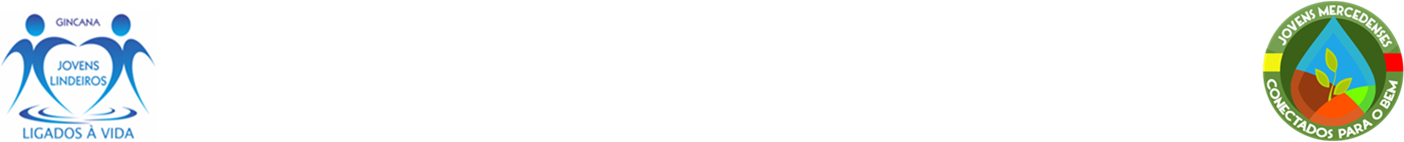 GINCANA
JOVENS
LINDEIROS
LIGADOS À VIDA
JOVENS MERCEDENSES
CONECTADOS PARA O BEM